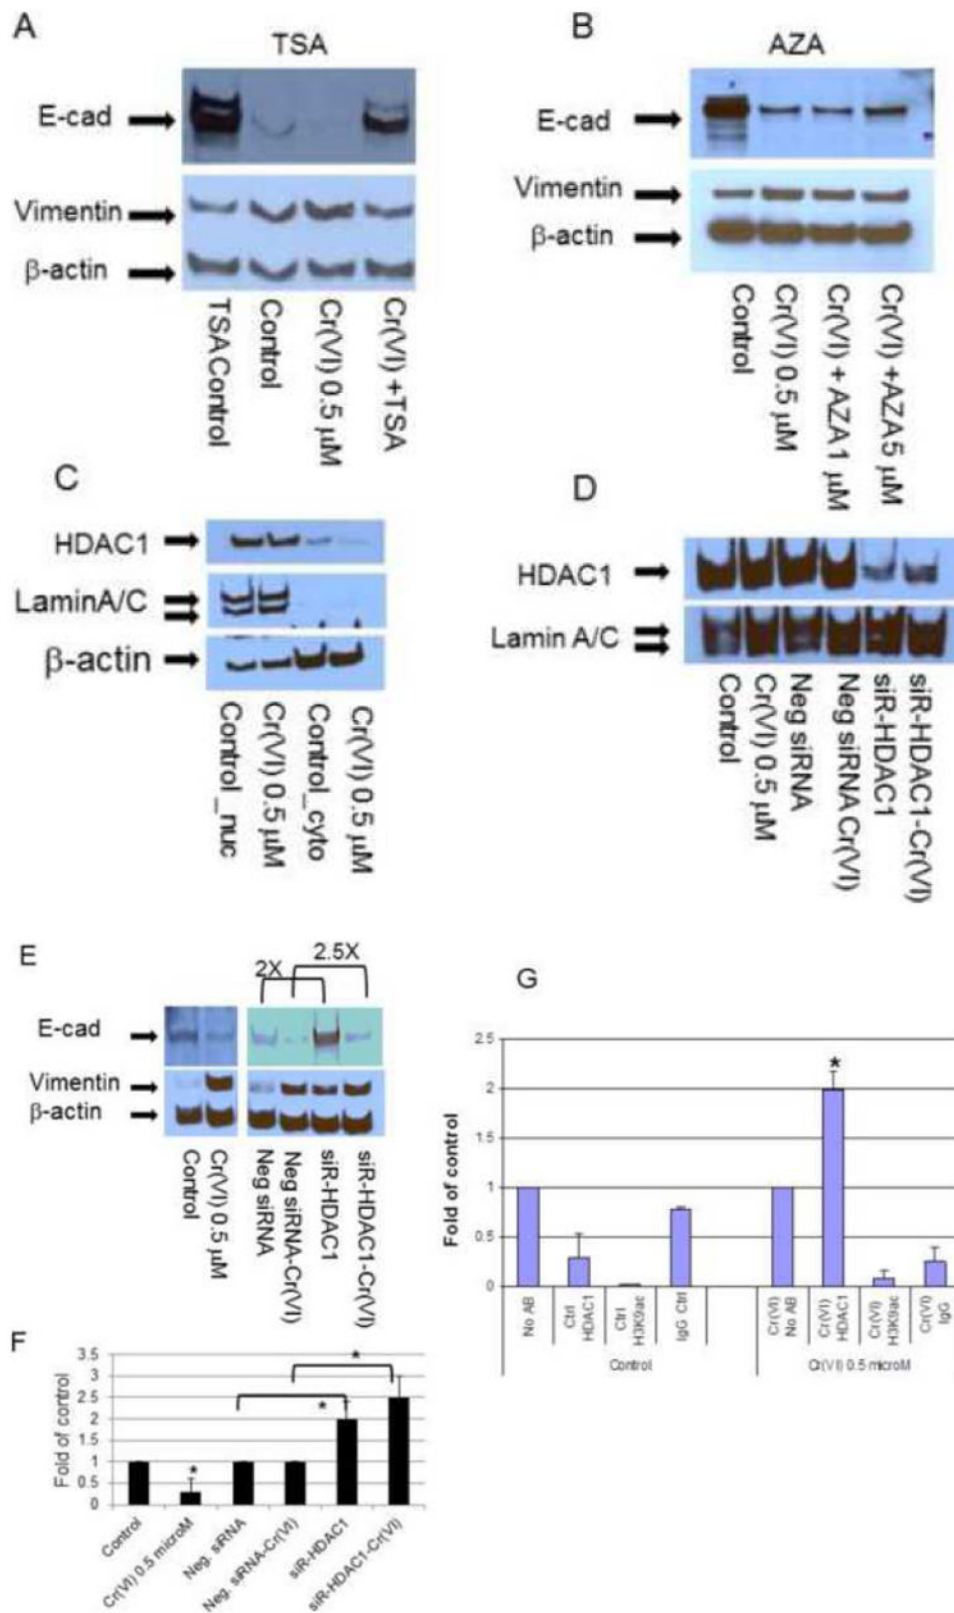 A
TSA
E-cad
Vimentin
β-actin
TSA Control
Control
Cr(VI) 0.5 μM
Cr(VI) +TSA
B
AZA
E-cad
Vimentin
β-actin
Control
Cr(VI) 0.5 μM
Cr(VI) +AZA 1 μM
Cr(VI) +AZA 5 μM
C
HDAC1
LaminA/C
β-actin
Control_nuc
Cr(VI) 0.5 μM
Control_cyto
Cr(VI) 0.5 μM
D
HDAC1
Lamin A/C
Control
Cr(VI) 0.5 μM
Neg siRNA
Neg siRNA Cr(VI)
siR-HDAC1
siR-HDAC1-Cr(VI)
E
2X
2.5X
E-cad
Vimentin
β-actin
Control
Cr(VI) 0.5 μM
Neg siRNA
Neg siRNA-Cr(VI)
siR-HDAC1
siR-HDAC1-Cr(VI)
F
Fold of control
3.5
3
2.5
2
1.5
1
0.5
0
*
*
*
Control
Cr(VI) 0.5 microM
Neg. siRNA
Neg. siRNA-Cr(VI)
siR-HDAC1
siR-HDAC1-Cr(VI)
G
Fold of control
2.5
2
1.5
1
0.5
0
*
No AB
Ctrl
HDAC1
Ctrl
H3K9ac
IgG Ctrl
Cr(VI)
No AB
Cr(VI)
HDAC1
Cr(VI)
H3K9ac
Cr(VI)
IgG
Control
Cr(VI) 0.5 microM